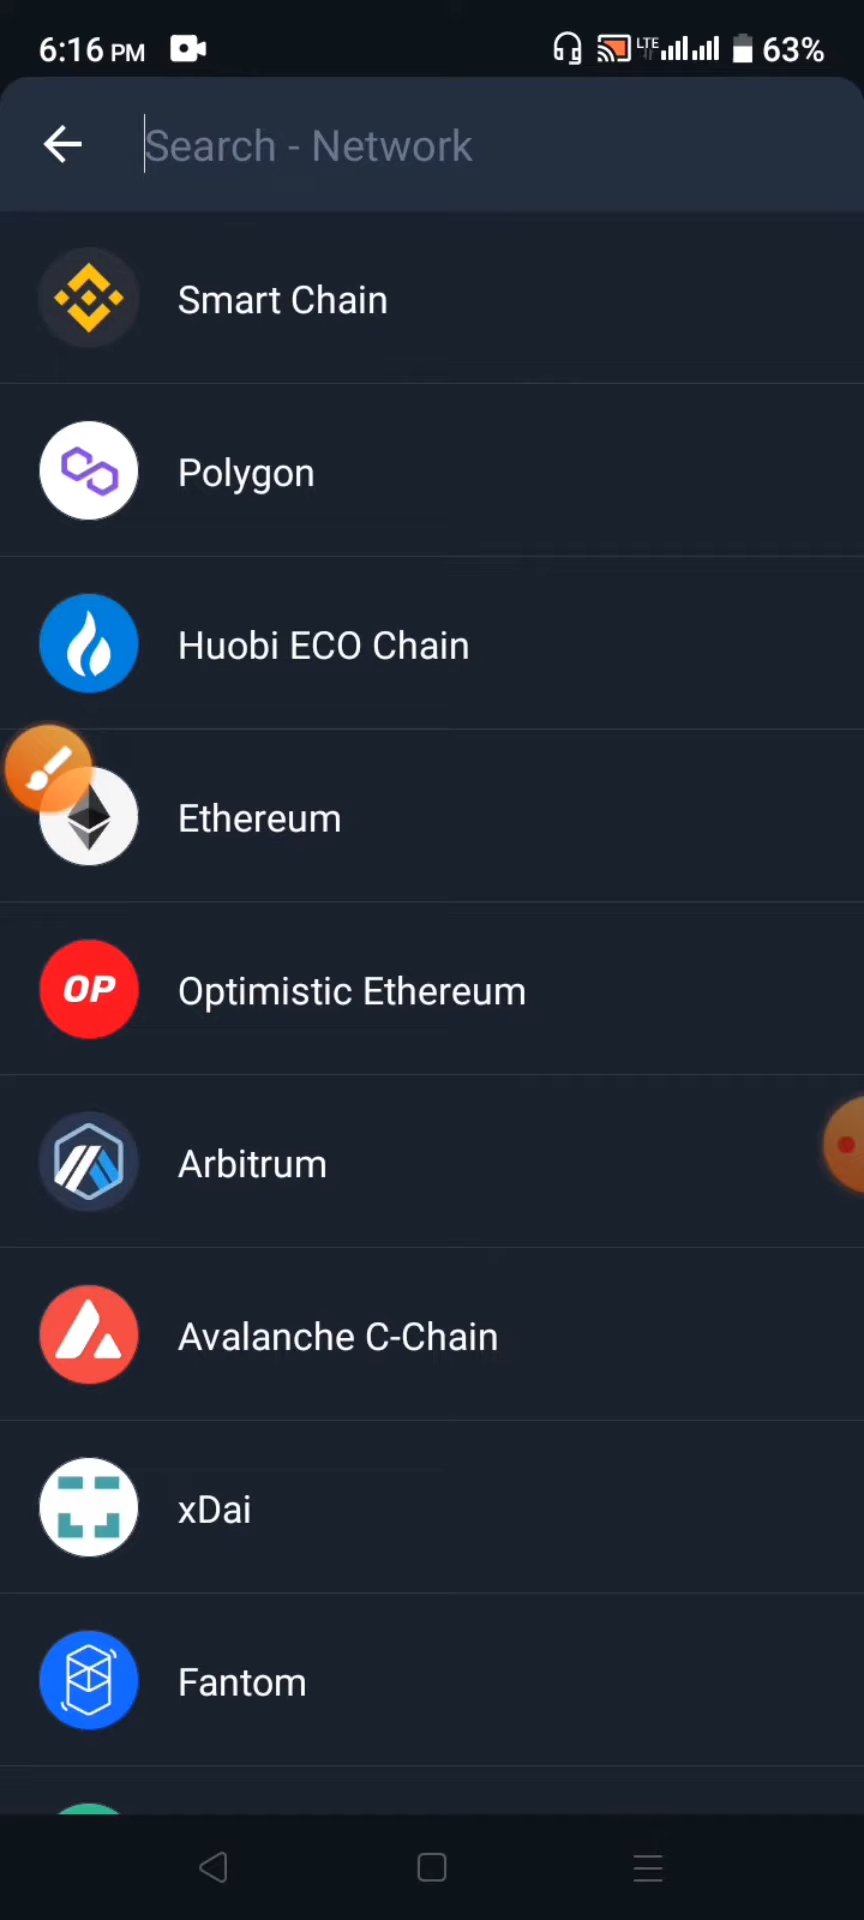 6:16 PM LTE 63%
Search - Network
Smart Chain
Polygon
Huobi ECO Chain
Ethereum
OP Optimistic Ethereum
Arbitrum
Avalanche C-Chain
xDai
Fantom